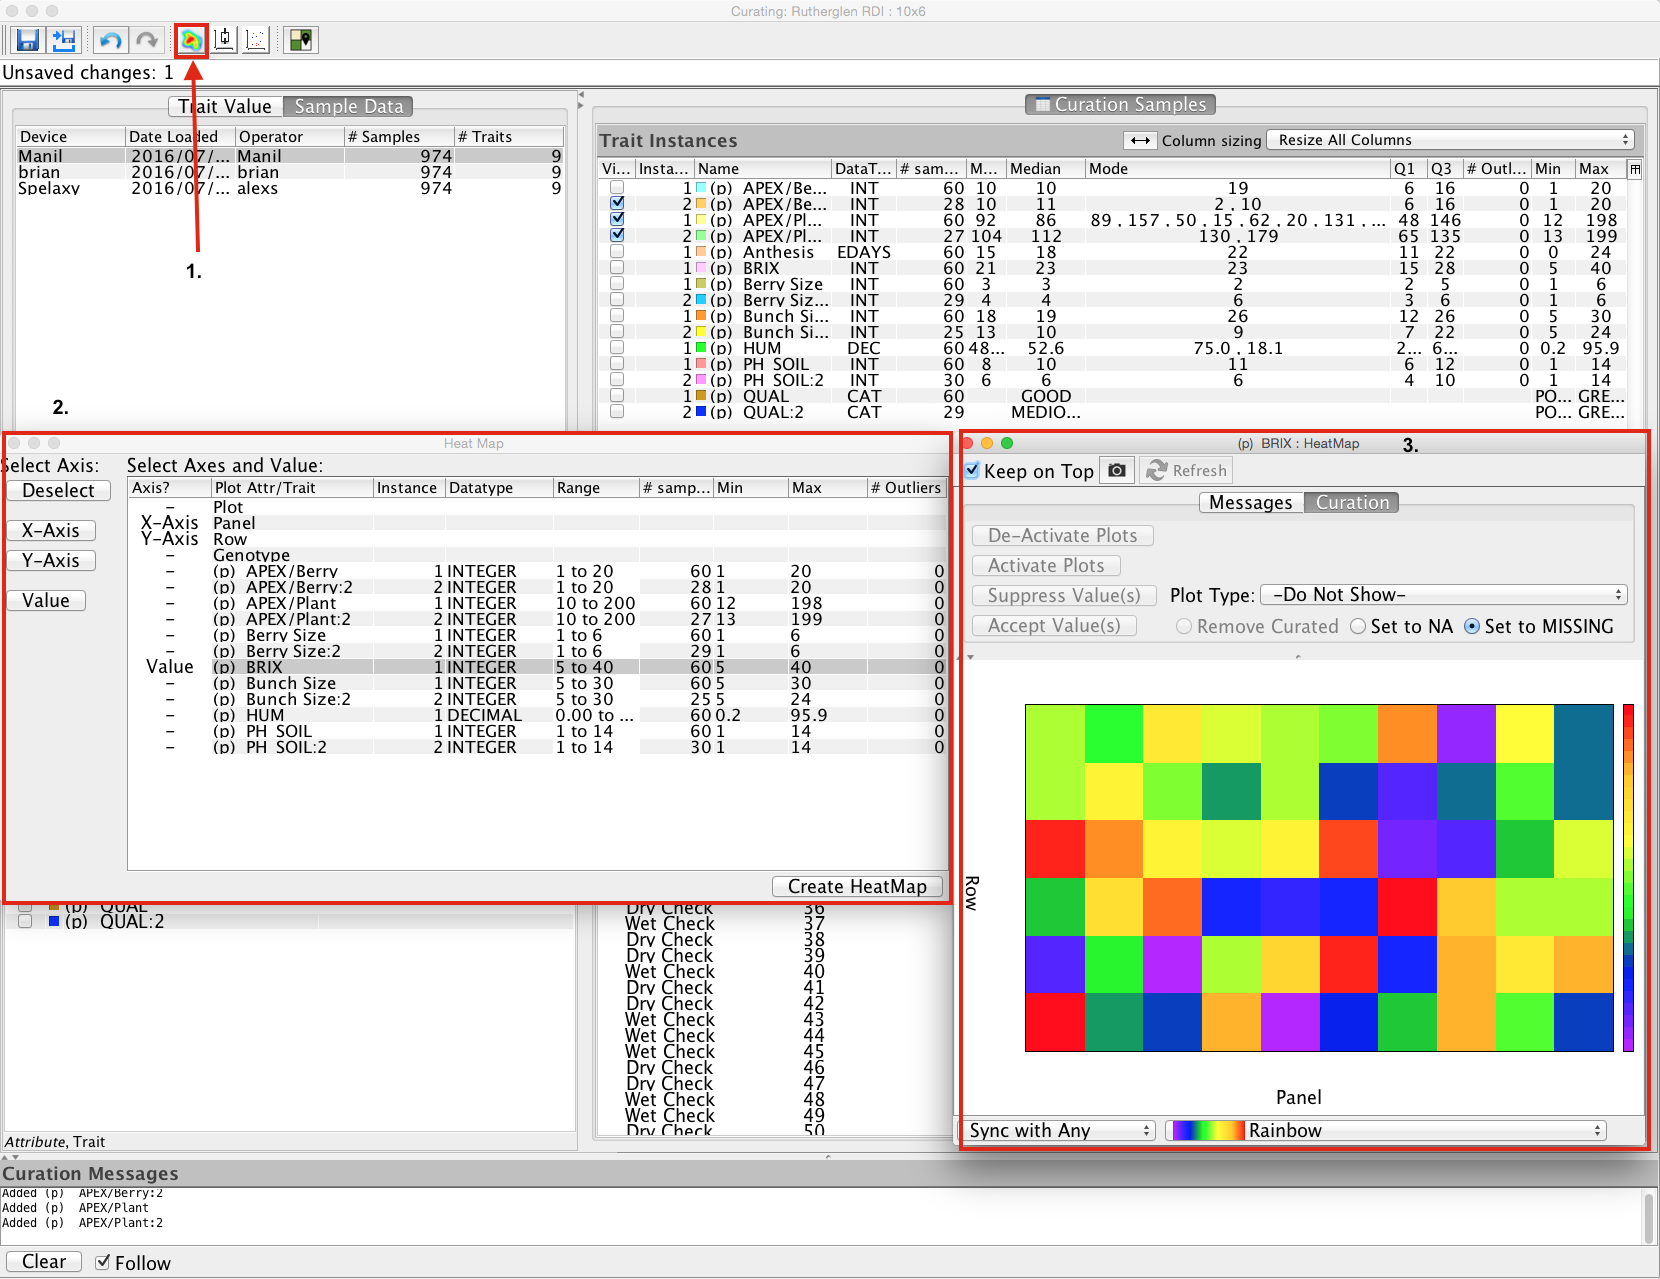 Curating: Rutherglen RDI : 10x6
Unsaved changes: 1
1.
Trait Value Sample Data
Device Date Loaded Operator # Samples # Traits
Manil 2016/07/... Manil 974 9
brian 2016/07/... brian 974 9
Spelaxy 2016/07/... alexs 974 9
Curation Samples
Trait Instances Column sizing Resize All Columns
Vi... Insta... Name DataT... # sam... M... Median Mode Q1 Q3 # Outl... Min Max
1 (p) APEX/Be... INT 60 10 10 19 6 16 0 1 20
2 (p) APEX/Be... INT 28 10 11 2 , 10 6 16 0 1 20
1 (p) APEX/Pl... INT 60 92 86 89 , 157 , 50 , 15 , 62 , 20 , 131 , ... 48 146 0 12 198
2 (p) APEX/Pl... INT 27 104 112 130 , 179 65 135 0 13 199
1 (p) Anthesis EDAYS 60 15 18 22 11 22 0 0 24
1 (p) BRIX INT 60 21 23 23 15 28 0 5 40
1 (p) Berry Size INT 60 3 3 2 2 5 0 1 6
2 (p) Berry Siz... INT 29 4 4 6 3 6 0 1 6
1 (p) Bunch Si... INT 60 18 19 26 12 26 0 5 30
2 (p) Bunch Si... INT 25 13 10 9 7 22 0 5 24
1 (p) HUM DEC 60 48... 52.6 75.0 , 18.1 2... 6... 0 0.2 95.9
1 (p) PH SOIL INT 60 8 10 11 6 12 0 1 14
2 (p) PH SOIL:2 INT 30 6 6 6 4 10 0 1 14
1 (p) QUAL CAT 60 GOOD PO... GRE...
2 (p) QUAL:2 CAT 29 MEDIO... PO... GRE...
2.
Heat Map
Select Axis: Select Axes and Value:
Deselect
X-Axis
Y-Axis
Value
Axis? Plot Attr/Trait Instance Datatype Range # samp... Min Max # Outliers
– Plot
X-Axis Panel
Y-Axis Row
– Genotype
– (p) APEX/Berry 1 INTEGER 1 to 20 60 1 20 0
– (p) APEX/Berry:2 2 INTEGER 1 to 20 28 1 20 0
– (p) APEX/Plant 1 INTEGER 10 to 200 60 12 198 0
– (p) APEX/Plant:2 2 INTEGER 10 to 200 27 13 199 0
– (p) Berry Size 1 INTEGER 1 to 6 60 1 6 0
– (p) Berry Size:2 2 INTEGER 1 to 6 29 1 6 0
Value (p) BRIX 1 INTEGER 5 to 40 60 5 40 0
– (p) Bunch Size 1 INTEGER 5 to 30 60 5 30 0
– (p) Bunch Size:2 2 INTEGER 5 to 30 25 5 24 0
– (p) HUM 1 DECIMAL 0.00 to ... 60 0.2 95.9 0
– (p) PH SOIL 1 INTEGER 1 to 14 60 1 14 0
– (p) PH SOIL:2 2 INTEGER 1 to 14 30 1 14 0
Create HeatMap
(p) BRIX : HeatMap 3.
Keep on Top Refresh
Messages Curation
De-Activate Plots
Activate Plots
Suppress Value(s) Plot Type: -Do Not Show-
Accept Value(s) Remove Curated Set to NA Set to MISSING
Row
Panel
Sync with Any Rainbow
(p) QUAL
(p) QUAL:2
Dry Check 36
Wet Check 37
Dry Check 38
Dry Check 39
Wet Check 40
Dry Check 41
Dry Check 42
Wet Check 43
Wet Check 44
Wet Check 45
Dry Check 46
Dry Check 47
Wet Check 48
Wet Check 49
Dry Check 50
Attribute, Trait
Curation Messages
Added (p) APEX/Berry:2
Added (p) APEX/Plant
Added (p) APEX/Plant:2
Clear Follow